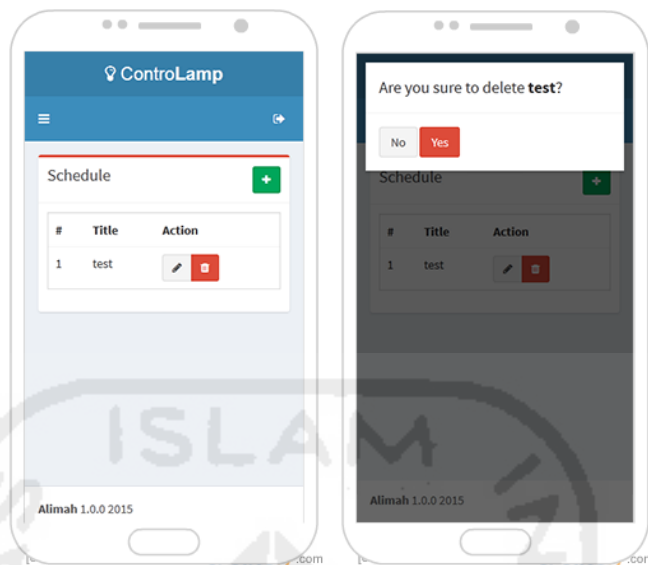 ControLamp
Schedule
# Title Action
1 test
Alimah 1.0.0 2015
Are you sure to delete test?
No Yes
Schedule
# Title Action
1 test
Alimah 1.0.0 2015
ISLAM
.com